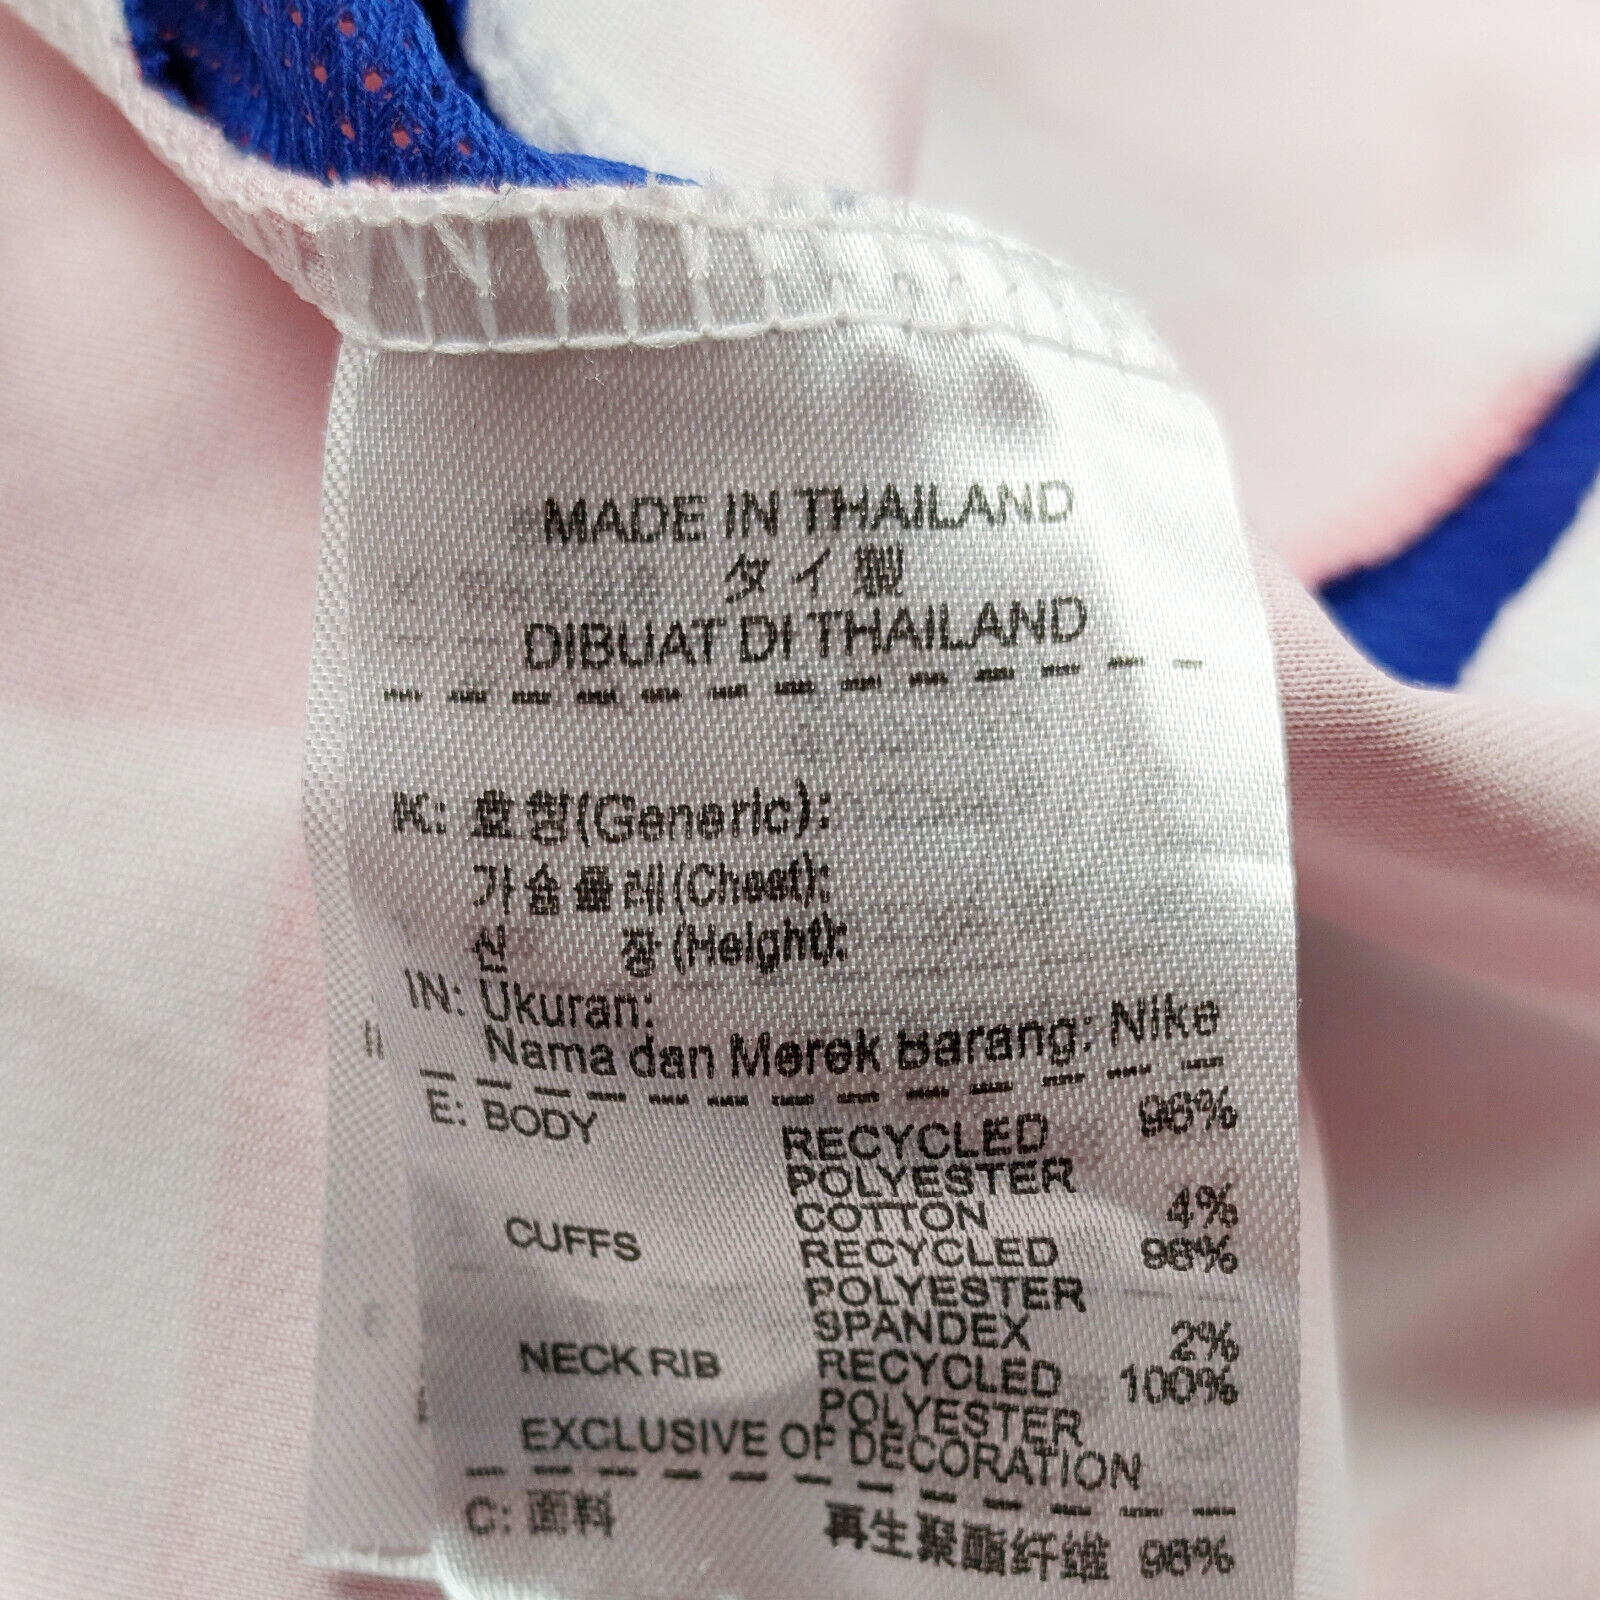 MADE IN THAILAND
タイ製
DIBUAT DI THAILAND
K: 호칭(Generic):
가슴둘레(Chest):
신 장(Height):
IN: Ukuran:
Nama dan Merek Barang: Nike
E: BODY RECYCLED 96%
POLYESTER
COTTON 4%
CUFFS RECYCLED 98%
POLYESTER
SPANDEX 2%
NECK RIB RECYCLED 100%
POLYESTER
EXCLUSIVE OF DECORATION
C: 面料 再生聚酯纤维 96%